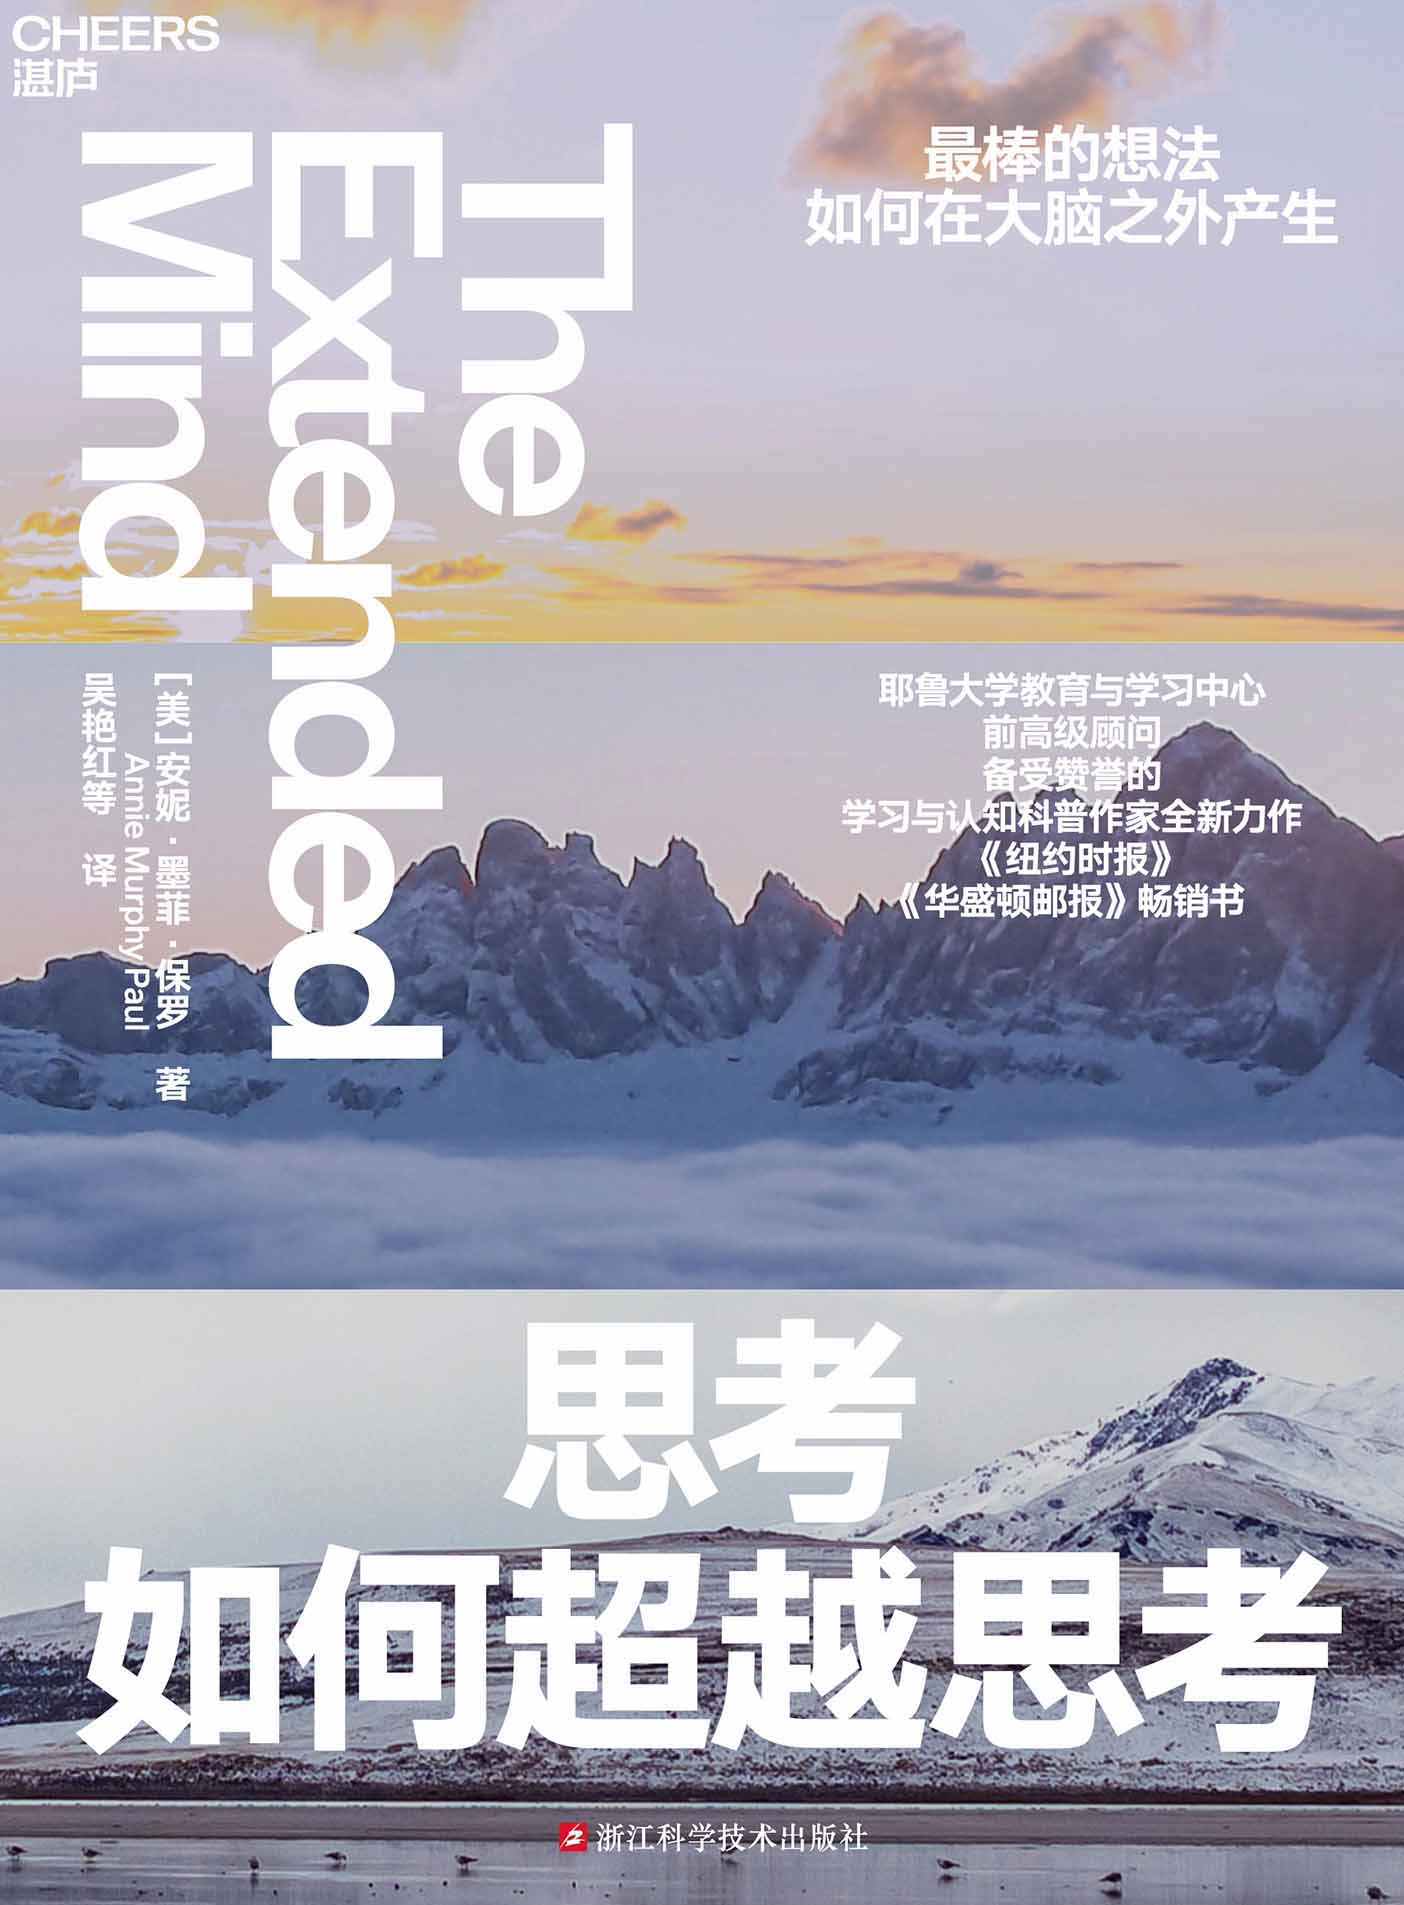 CHEERS
湛庐
The
Extended
Mind
最棒的想法
如何在大脑之外产生
[美]安妮·墨菲·保罗 著
Annie Murphy Paul
吴艳红等 译
耶鲁大学教育与学习中心
前高级顾问
备受赞誉的
学习与认知科普作家全新力作
《纽约时报》
《华盛顿邮报》畅销书
思考
如何超越思考
浙江科学技术出版社